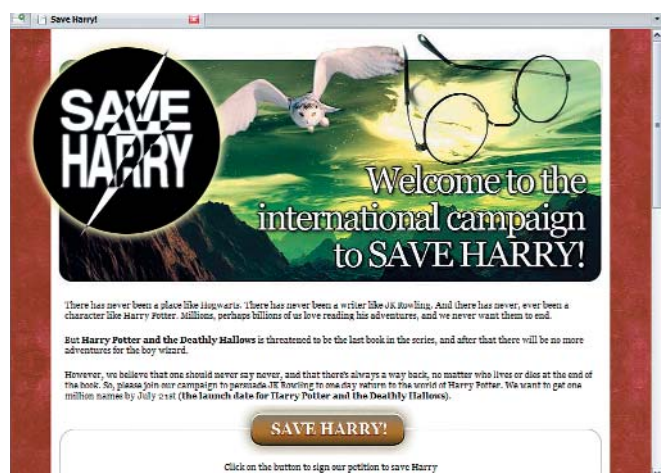 Save Harry!
SAVE
HARRY
Welcome to the
international campaign
to SAVE HARRY!
There has never been a place like Hogwarts. There has never been a writer like JK Rowling. And there has never, ever been a
character like Harry Potter. Millions, perhaps billions of us love reading his adventures, and we never want them to end.
But Harry Potter and the Deathly Hallows is threatened to be the last book in the series, and after that there will be no more
adventures for the boy wizard.
However, we believe that one should never say never, and that there's always a way back, no matter who lives or dies at the end of
the book. So, please join our campaign to persuade JK Rowling to one day return to the world of Harry Potter. We want to get one
million names by July 21st (the launch date for Harry Potter and the Deathly Hallows).
SAVE HARRY!
Click on the button to sign our petition to save Harry